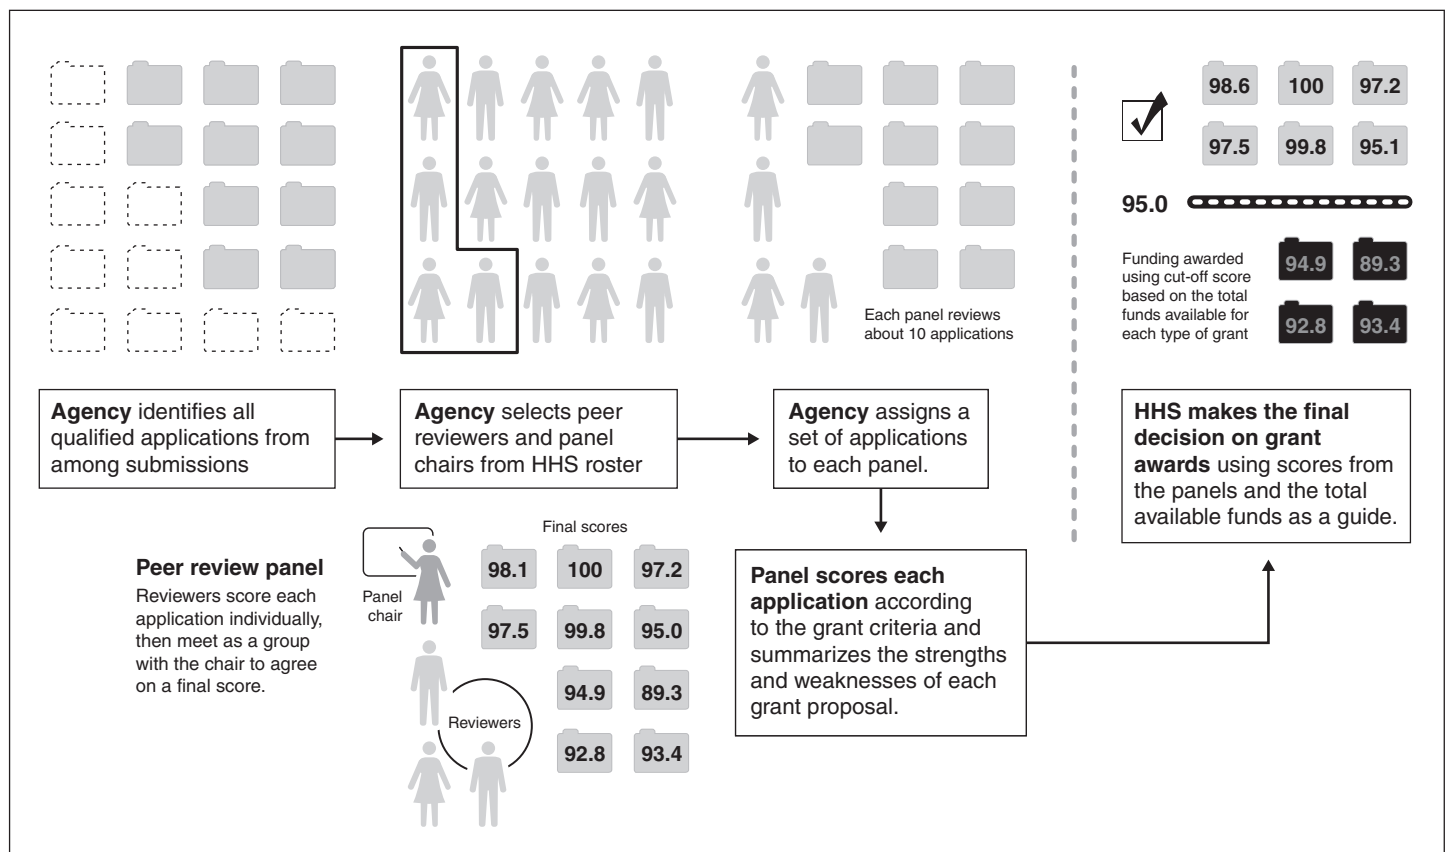 Each panel reviews
about 10 applications
98.6 100 97.2
97.5 99.8 95.1
95.0
Funding awarded
using cut-off score
based on the total
funds available for
each type of grant
94.9 89.3
92.8 93.4
Agency identifies all
qualified applications from
among submissions
Agency selects peer
reviewers and panel
chairs from HHS roster
Agency assigns a
set of applications
to each panel.
HHS makes the final
decision on grant
awards using scores from
the panels and the total
available funds as a guide.
Peer review panel
Reviewers score each
application individually,
then meet as a group
with the chair to agree
on a final score.
Panel
chair
Reviewers
Final scores
98.1 100 97.2
97.5 99.8 95.0
94.9 89.3
92.8 93.4
Panel scores each
application according
to the grant criteria and
summarizes the strengths
and weaknesses of each
grant proposal.